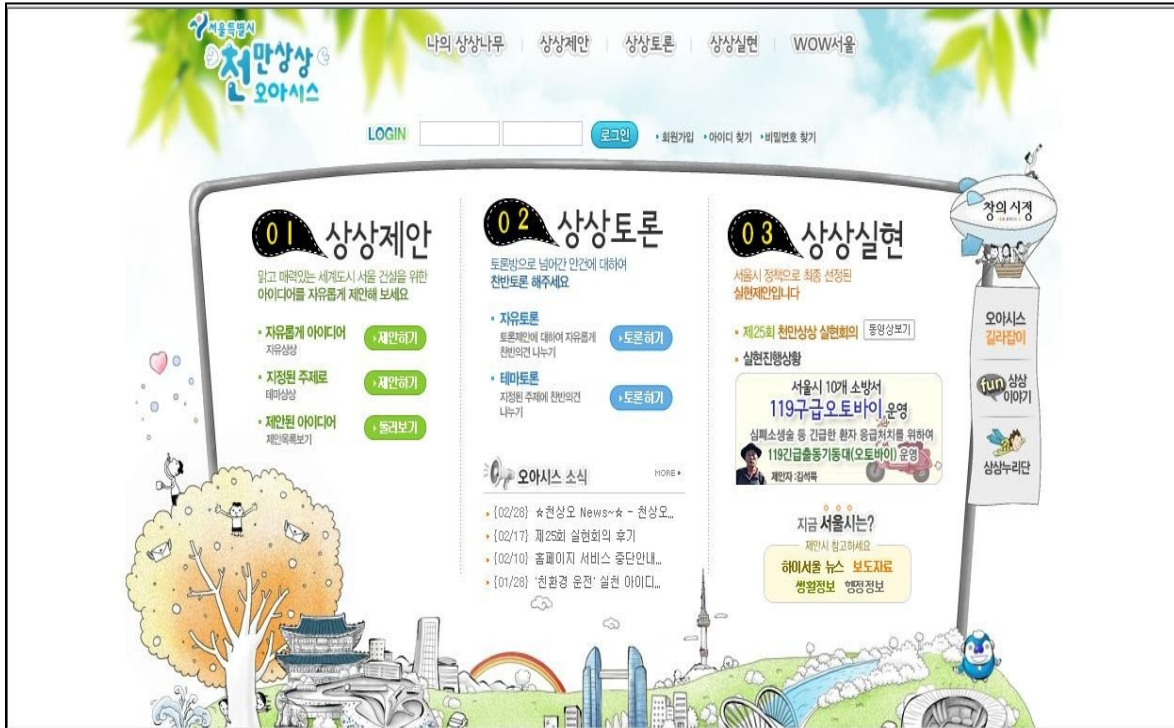 서울특별시
천만상상
오아시스
나의 상상나무 상상제안 상상토론 상상실현 WOW서울
LOGIN 로그인 회원가입 아이디 찾기 비밀번호 찾기
01 상상제안
맑고 매력있는 세계도시 서울 건설을 위한
아이디어를 자유롭게 제안해 보세요
자유롭게 아이디어
자유상상
제안하기
지정된 주제로
테마상상
제안하기
제안된 아이디어
제안목록보기
둘러보기
02 상상토론
토론방으로 넘어간 안건에 대하여
찬반토론 해주세요
자유토론
토론제안에 대하여 자유롭게
찬반의견 나누기
토론하기
테마토론
지정된 주제에 찬반의견
나누기
토론하기
오아시스 소식 MORE
{02/28} ★천상오 News~★ - 천상오...
{02/17} 제25회 실현회의 후기
{02/10} 홈페이지 서비스 중단안내...
{01/28} '친환경 운전' 실천 아이디...
03 상상실현
서울시 정책으로 최종 선정된
실현제안입니다
제25회 천만상상 실현회의 동영상보기
실현진행상황
서울시 10개 소방서
119구급오토바이 운영
심폐소생술 등 긴급한 환자 응급처치를 위하여
119긴급출동기동대(오토바이) 운영
제안자 : 김석록
지금 서울시는?
제안시 참고하세요
하이서울 뉴스 보도자료
생활정보 행정정보
창의시정
오아시스
길라잡이
fun 상상
이야기
상상누리단